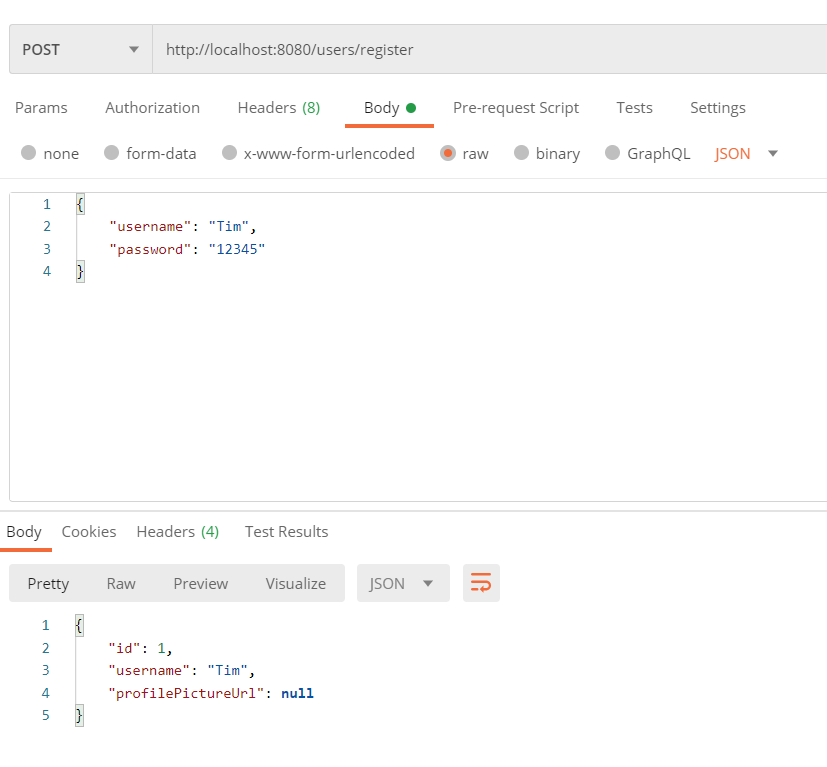 POST http://localhost:8080/users/register
Params Authorization Headers (8) Body Pre-request Script Tests Settings
none form-data x-www-form-urlencoded raw binary GraphQL JSON
1 {
2 "username": "Tim",
3 "password": "12345"
4 }
Body Cookies Headers (4) Test Results
Pretty Raw Preview Visualize JSON
1 {
2 "id": 1,
3 "username": "Tim",
4 "profilePictureUrl": null
5 }